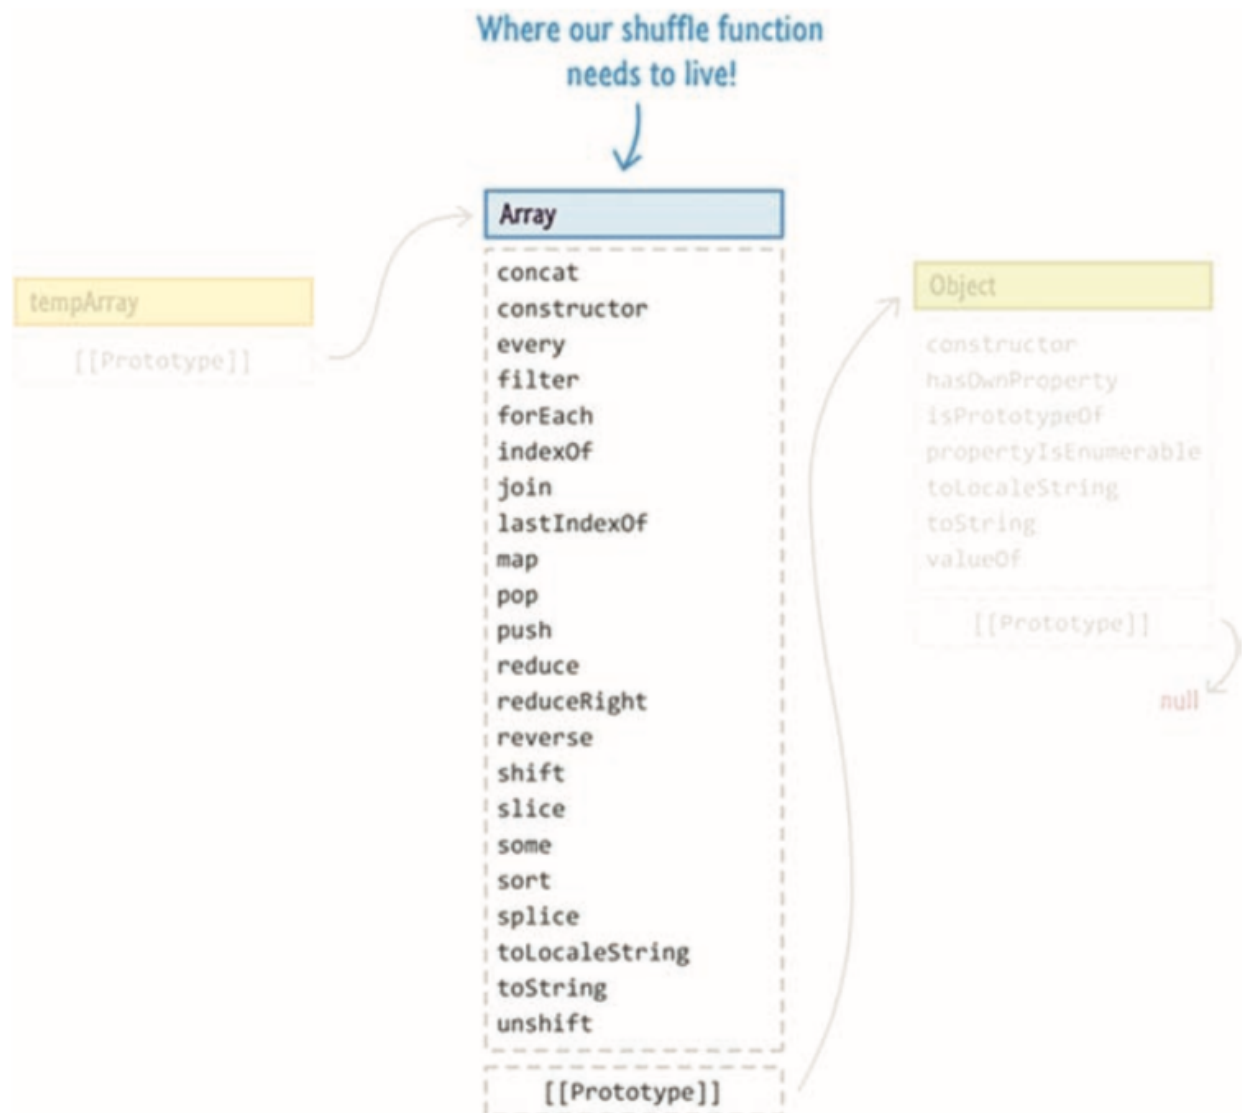 Where our shuffle function
needs to live!
tempArray
[[Prototype]]
Array
concat
constructor
every
filter
forEach
indexOf
join
lastIndexOf
map
pop
push
reduce
reduceRight
reverse
shift
slice
some
sort
splice
toLocaleString
toString
unshift
[[Prototype]]
Object
constructor
hasOwnProperty
isPrototypeOf
propertyIsEnumerable
toLocaleString
toString
valueOf
[[Prototype]]
null